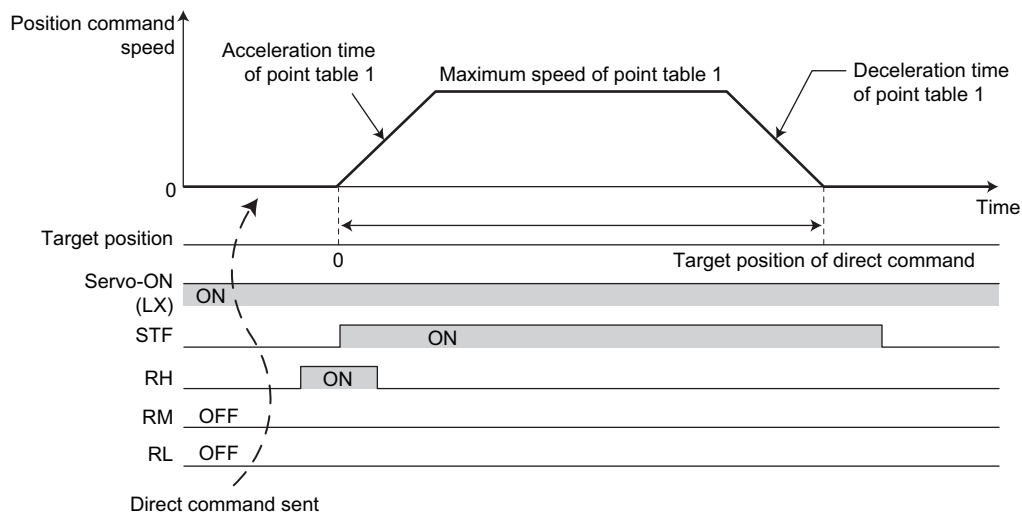 Position command
speed
Acceleration time
of point table 1
Maximum speed of point table 1
Deceleration time
of point table 1
0
Time
Target position
0
Target position of direct command
Servo-ON
(LX)
ON
STF
ON
RH
ON
RM
OFF
RL
OFF
Direct command sent